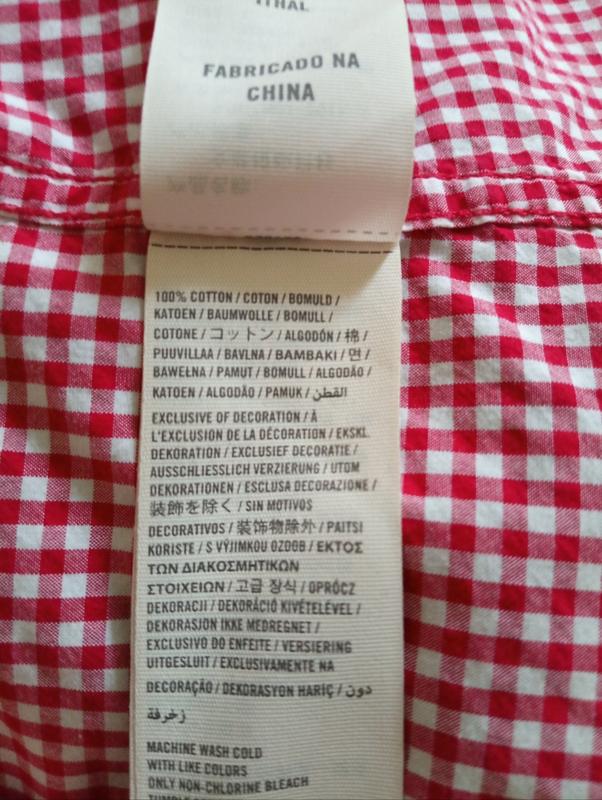 FABRICADO NA
CHINA
100% COTTON / COTON / BOMULD /
KATOEN / BAUMWOLLE / BOMULL /
COTONE / コットン / ALGODÓN / 棉 /
PUUVILLAA / BAVLNA / BAMBAKI / 면 /
BAWEŁNA / PAMUT / BOMULL / ALGODÃO /
KATOEN / ALGODÃO / PAMUK / القطن
EXCLUSIVE OF DECORATION / À
L'EXCLUSION DE LA DÉCORATION / EKSKL.
DEKORATION / EXCLUSIEF DECORATIE /
AUSSCHLIESSLICH VERZIERUNG / UTOM
DEKORATIONEN / ESCLUSA DECORAZIONE /
装飾を除く / SIN MOTIVOS
DECORATIVOS / 装饰物除外 / PAITSI
KORISTE / S VÝJIMKOU OZDOB / ΕΚΤΟΣ
ΤΩΝ ΔΙΑΚΟΣΜΗΤΙΚΩΝ
ΣΤΟΙΧΕΙΩΝ / 고급 장식 / OPRÓCZ
DEKORACJI / DEKORÁCIÓ KIVÉTELÉVEL /
DEKORASJON IKKE MEDREGNET /
EXCLUSIVO DO ENFEITE / VERSIERING
UITGESLUIT / EXCLUSIVAMENTE NA
DECORAÇÃO / DEKORASYON HARİÇ / دون
زخرفة
MACHINE WASH COLD
WITH LIKE COLORS
ONLY NON-CHLORINE BLEACH